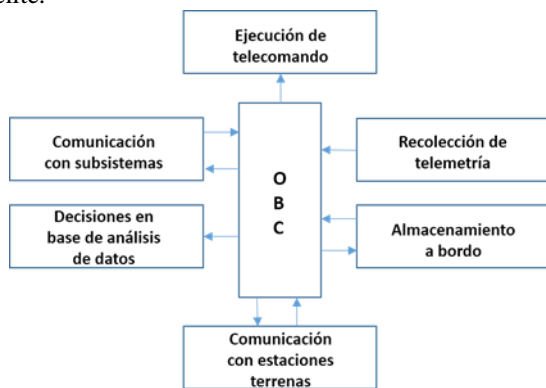 Ejecución de
telecomando
Comunicación
con subsistemas
O
B
C
Recolección de
telemetría
Decisiones en
base de análisis
de datos
Almacenamiento
a bordo
Comunicación
con estaciones
terrenas